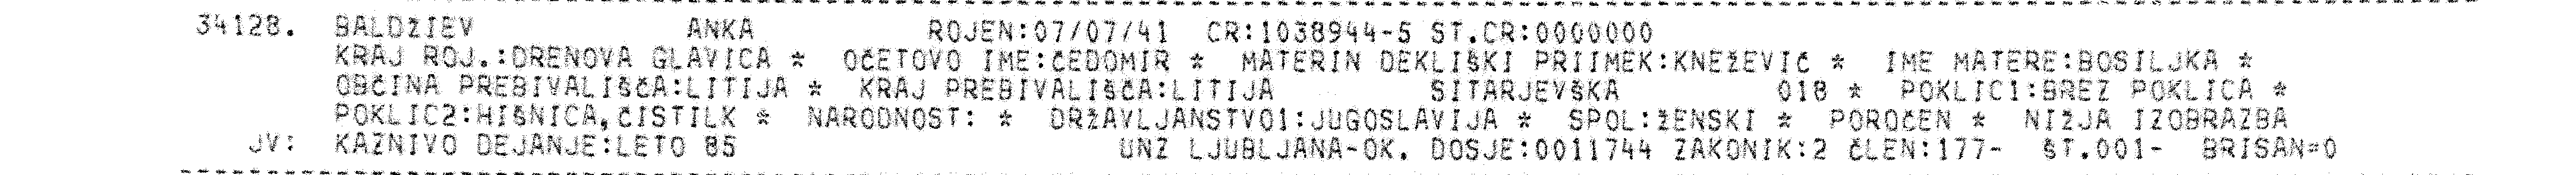 34128. BALDŽIEV ANKA ROJEN:07/07/41 CR:1038944-5 ST.CR:0000000
KRAJ ROJ.:DRENOVA GLAVICA * OČETOVO IME:ČEDOMIR * MATERIN DEKLIŠKI PRIIMEK:KNEŽEVIČ * IME MATERE:BOSILJKA *
OBČINA PREBIVALIŠČA:LITIJA * KRAJ PREBIVALIŠČA:LITIJA SITARJEVŠKA 018 * POKLIC1:BREZ POKLICA *
POKLIC2:HIŠNICA,ČISTILK * NARODNOST: * DRŽAVLJANSTVO1:JUGOSLAVIJA * SPOL:ŽENSKI * POROČEN * NIŽJA IZOBRAZBA
JV: KAZNIVO DEJANJE:LETO 85 UNZ LJUBLJANA-OK. DOSJE:0011744 ZAKONIK:2 ČLEN:177- ŠT.001- BRISAN=0